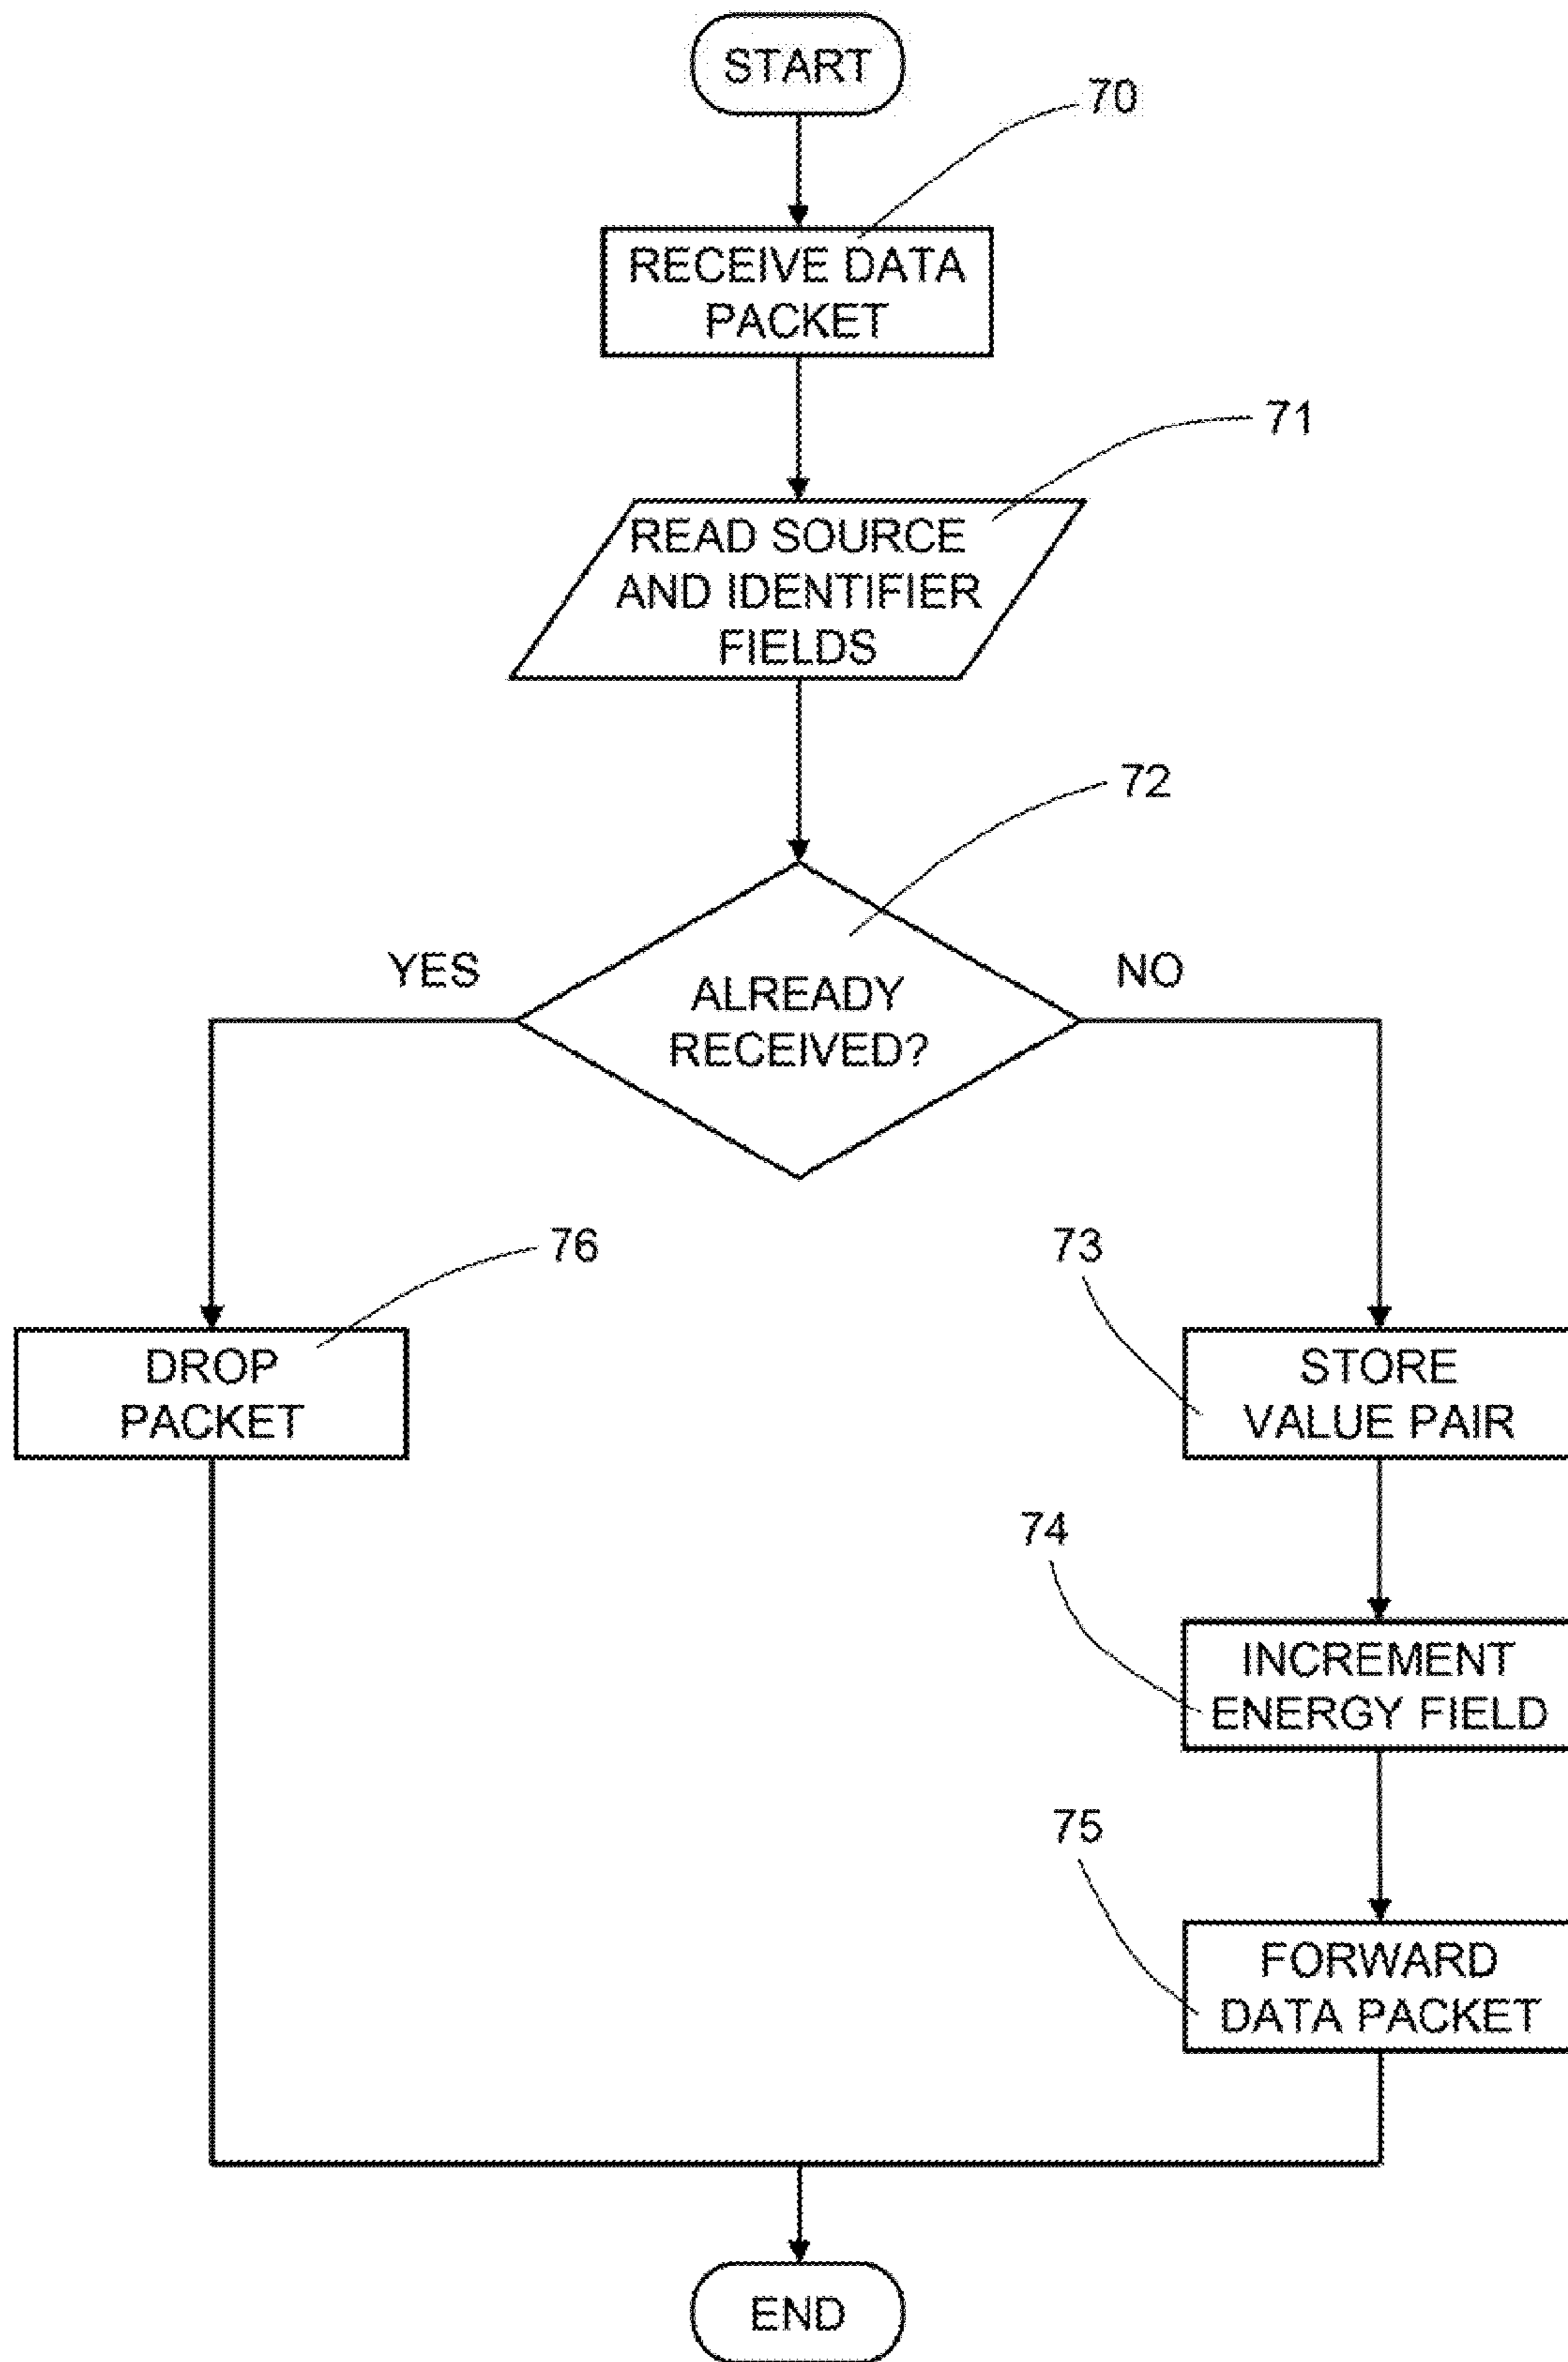 START
70
RECEIVE DATA
PACKET
71
READ SOURCE
AND IDENTIFIER
FIELDS
72
YES
NO
ALREADY
RECEIVED?
76
73
DROP
PACKET
STORE
VALUE PAIR
74
INCREMENT
ENERGY FIELD
75
FORWARD
DATA PACKET
END